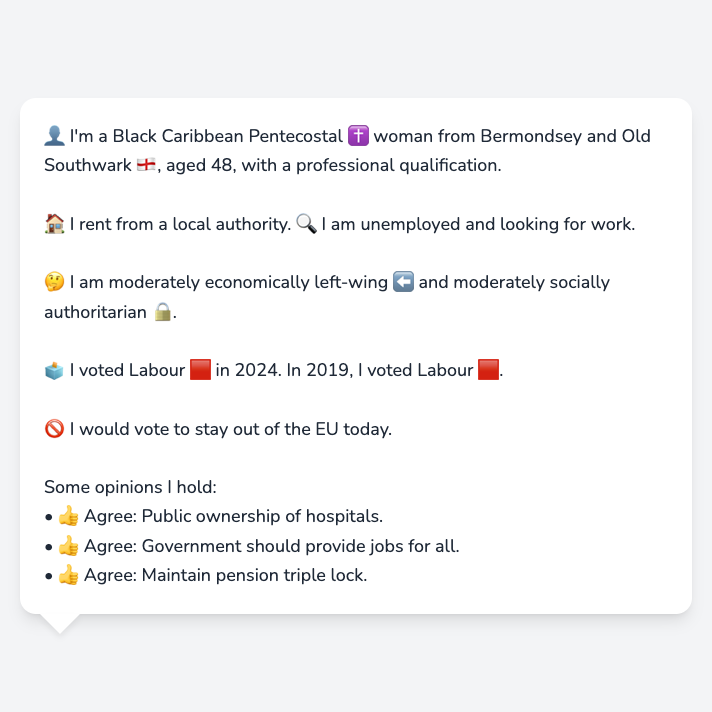 👤 I'm a Black Caribbean Pentecostal ✝️ woman from Bermondsey and Old
Southwark 🏴󠁧󠁢󠁥󠁮󠁧󠁿, aged 48, with a professional qualification.
🏠 I rent from a local authority. 🔍 I am unemployed and looking for work.
🤔 I am moderately economically left-wing ⬅️ and moderately socially
authoritarian 🔒.
🗳️ I voted Labour 🟥 in 2024. In 2019, I voted Labour 🟥.
🚫 I would vote to stay out of the EU today.
Some opinions I hold:
• 👍 Agree: Public ownership of hospitals.
• 👍 Agree: Government should provide jobs for all.
• 👍 Agree: Maintain pension triple lock.